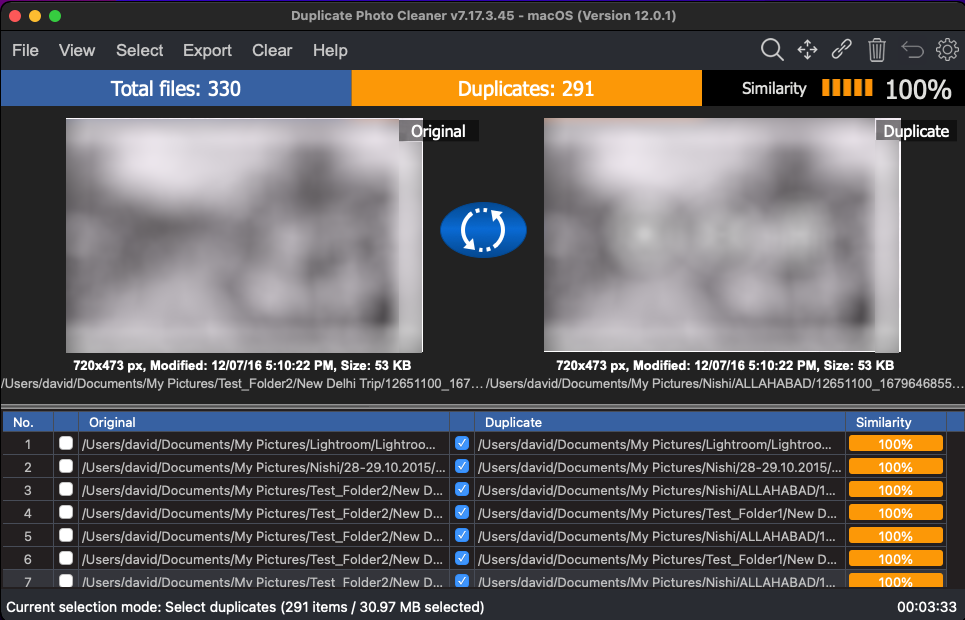 Duplicate Photo Cleaner v7.17.3.45 - macOS (Version 12.0.1)
File View Select Export Clear Help
Total files: 330 Duplicates: 291 Similarity 100%
Original Duplicate
720x473 px, Modified: 12/07/16 5:10:22 PM, Size: 53 KB 720x473 px, Modified: 12/07/16 5:10:22 PM, Size: 53 KB
/Users/david/Documents/My Pictures/Test_Folder2/New Delhi Trip/12651100_167... /Users/david/Documents/My Pictures/Nishi/ALLAHABAD/12651100_1679646855...
No. Original Duplicate Similarity
1 /Users/david/Documents/My Pictures/Lightroom/Lightroo... /Users/david/Documents/My Pictures/Lightroom/Lightroo... 100%
2 /Users/david/Documents/My Pictures/Nishi/28-29.10.2015/... /Users/david/Documents/My Pictures/Nishi/28-29.10.2015/... 100%
3 /Users/david/Documents/My Pictures/Test_Folder2/New D... /Users/david/Documents/My Pictures/Nishi/ALLAHABAD/1... 100%
4 /Users/david/Documents/My Pictures/Test_Folder2/New D... /Users/david/Documents/My Pictures/Test_Folder1/New D... 100%
5 /Users/david/Documents/My Pictures/Test_Folder2/New D... /Users/david/Documents/My Pictures/Nishi/ALLAHABAD/1... 100%
6 /Users/david/Documents/My Pictures/Test_Folder2/New D... /Users/david/Documents/My Pictures/Test_Folder1/New D... 100%
7 /Users/david/Documents/My Pictures/Test_Folder2/New D... /Users/david/Documents/My Pictures/Nishi/ALLAHABAD/1... 100%
Current selection mode: Select duplicates (291 items / 30.97 MB selected) 00:03:33